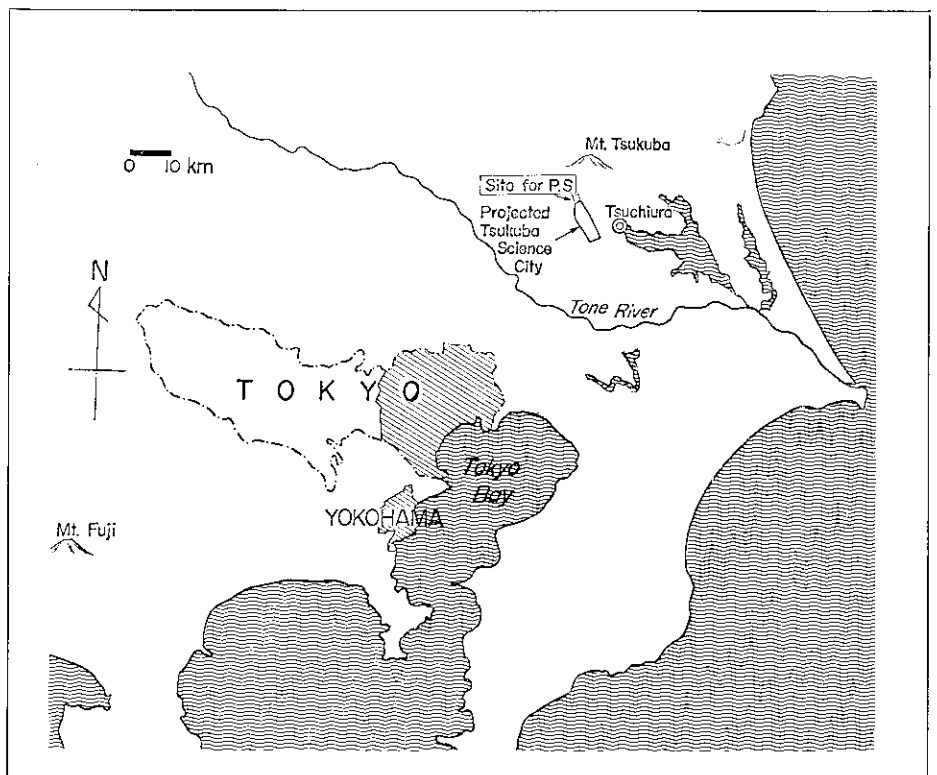 Mt. Tsukuba
0 10 km
Site for P.S
Projected
Tsukuba
Science
City
Tsuchiura
N
Tone River
T O K Y O
Tokyo
Bay
YOKOHAMA
Mt. Fuji